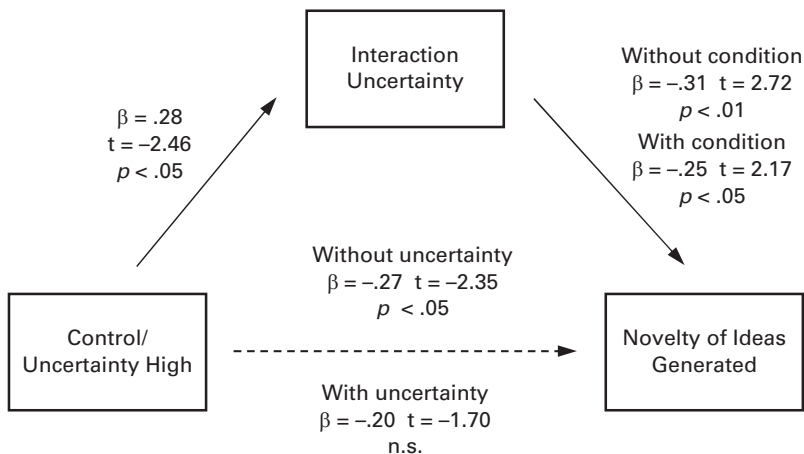 Interaction
Uncertainty
Without condition
β = –.31 t = 2.72
p < .01
With condition
β = –.25 t = 2.17
p < .05
β = .28
t = –2.46
p < .05
Without uncertainty
β = –.27 t = –2.35
p < .05
Control/
Uncertainty High
Novelty of Ideas
Generated
With uncertainty
β = –.20 t = –1.70
n.s.